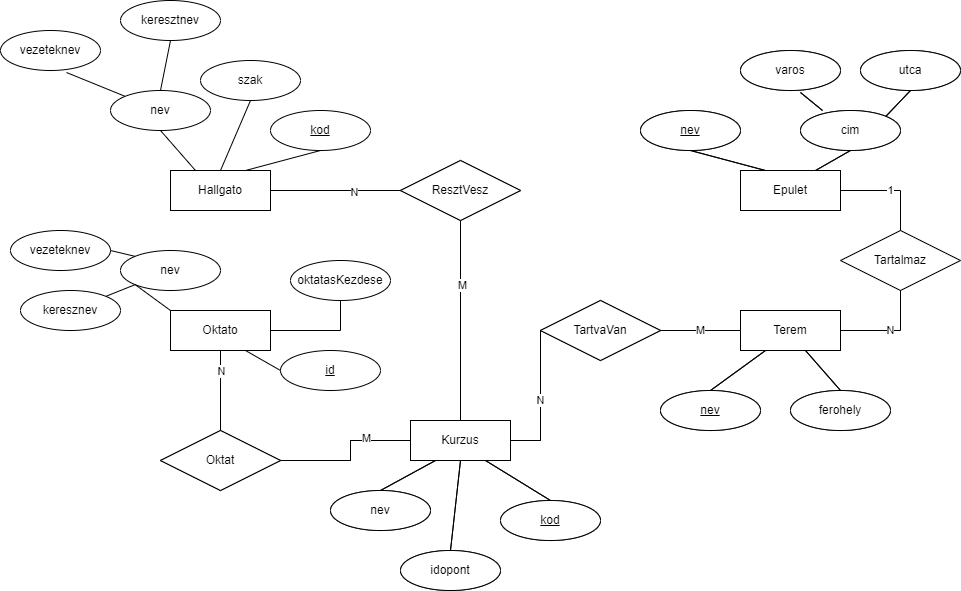 keresztnev
vezeteknev
szak
nev
kod
Hallgato
N
ResztVesz
varos
utca
nev
cim
Epulet
1
Tartalmaz
vezeteknev
nev
keresznev
oktatasKezdese
M
Oktato
TartvaVan
M
Terem
N
N
id
N
nev
ferohely
Oktat
M
Kurzus
nev
kod
idopont